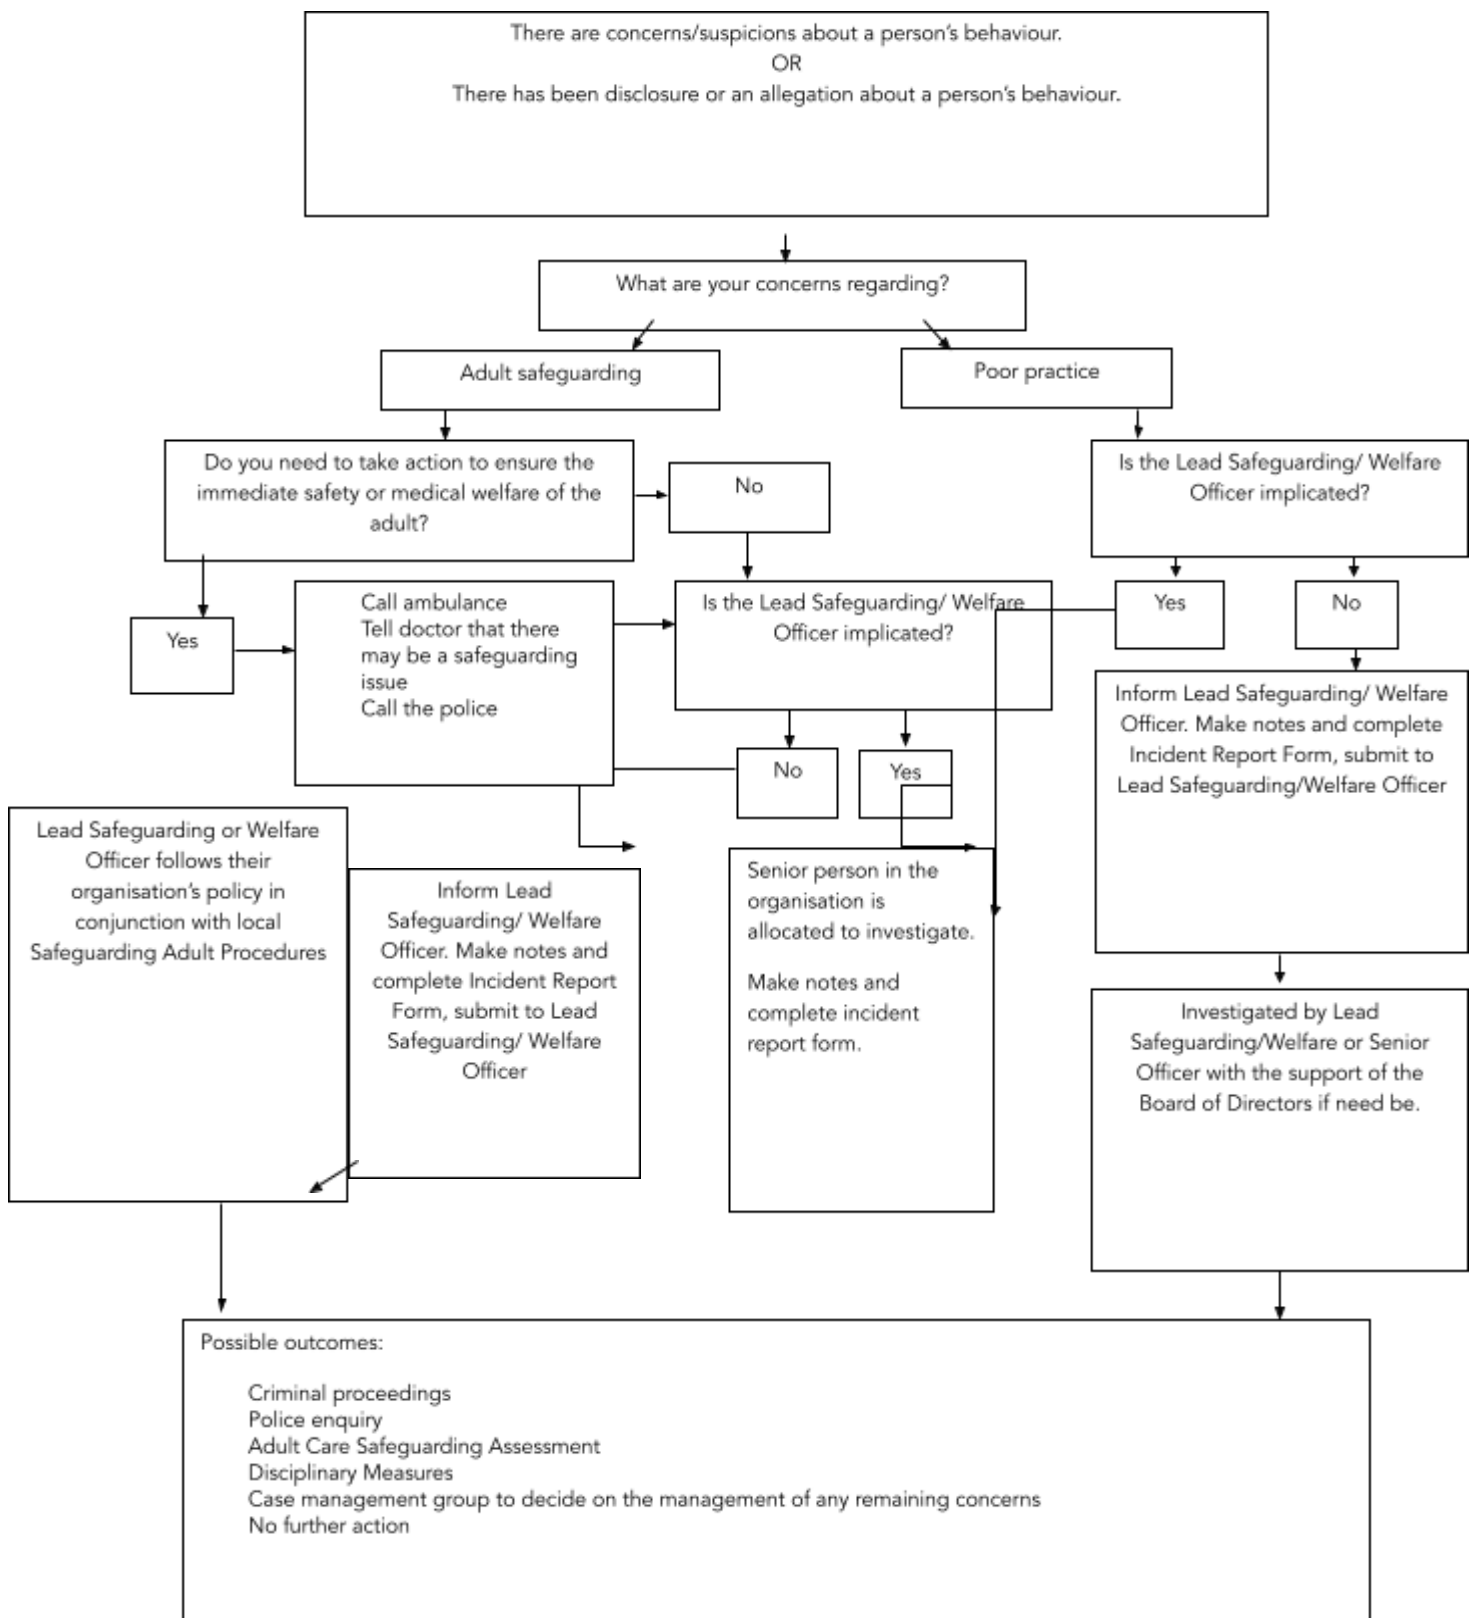 There are concerns/suspicions about a person's behaviour.
OR
There has been disclosure or an allegation about a person's behaviour.
What are your concerns regarding?
Adult safeguarding
Poor practice
Do you need to take action to ensure the
immediate safety or medical welfare of the
adult?
No
Is the Lead Safeguarding/ Welfare
Officer implicated?
Yes
Call ambulance
Tell doctor that there
may be a safeguarding
issue
Call the police
Is the Lead Safeguarding/ Welfare
Officer implicated?
Yes
No
No
Yes
Inform Lead Safeguarding/ Welfare
Officer. Make notes and complete
Incident Report Form, submit to
Lead Safeguarding/Welfare Officer
Lead Safeguarding or Welfare
Officer follows their
organisation's policy in
conjunction with local
Safeguarding Adult Procedures
Inform Lead
Safeguarding/ Welfare
Officer. Make notes and
complete Incident Report
Form, submit to Lead
Safeguarding/ Welfare
Officer
Senior person in the
organisation is
allocated to investigate.
Make notes and
complete incident
report form.
Investigated by Lead
Safeguarding/Welfare or Senior
Officer with the support of the
Board of Directors if need be.
Possible outcomes:
Criminal proceedings
Police enquiry
Adult Care Safeguarding Assessment
Disciplinary Measures
Case management group to decide on the management of any remaining concerns
No further action